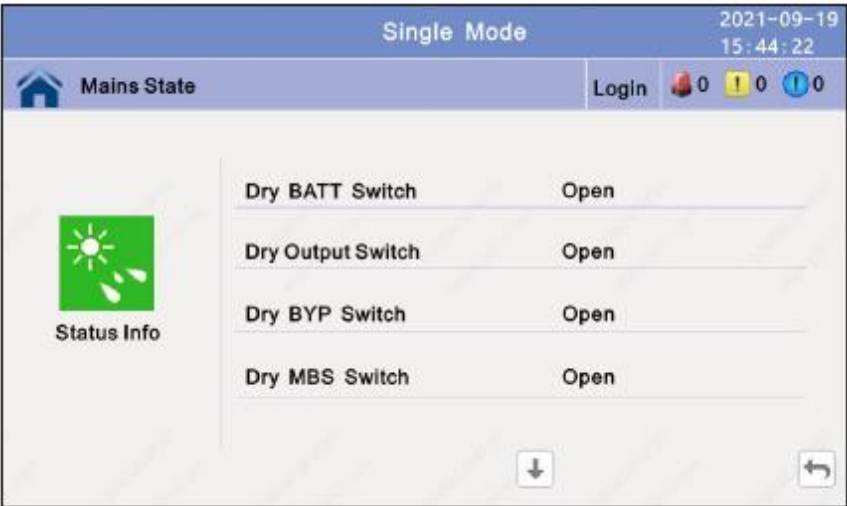 Single Mode
2021-09-19
15:44:22
Mains State
Login
0
0
0
Dry BATT Switch Open
Dry Output Switch Open
Dry BYP Switch Open
Dry MBS Switch Open
Status Info